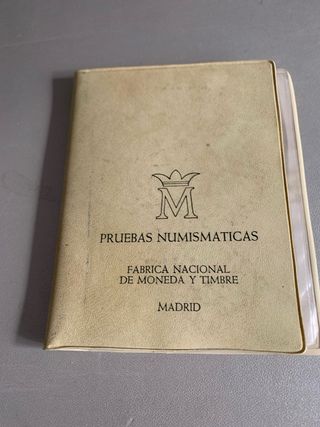 M
PRUEBAS NUMISMATICAS
FABRICA NACIONAL
DE MONEDA Y TIMBRE
MADRID